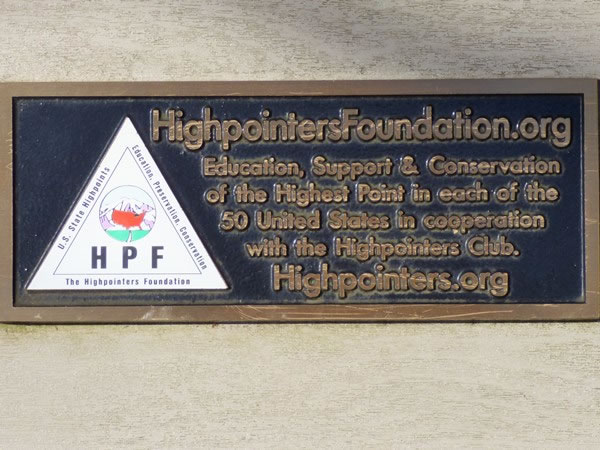 HighpointersFoundation.org
Education, Support & Conservation
of the Highest Point in each of the
50 United States in cooperation
with the Highpointers Club.
Highpointers.org
U.S. State Highpoints
Education, Preservation, Conservation
HPF
The Highpointers Foundation